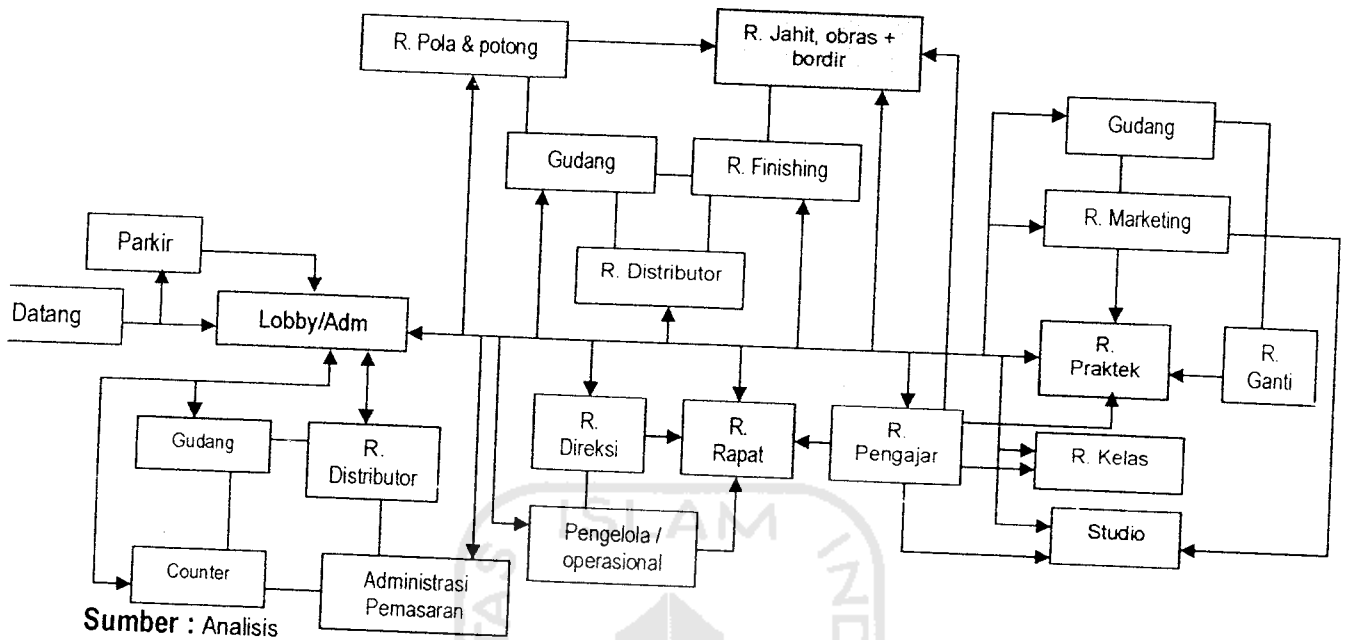 R. Pola & potong
R. Jahit, obras +
bordir
Gudang
Gudang
R. Finishing
R. Marketing
Parkir
R. Distributor
Datang
Lobby/Adm
R.
Praktek
R.
Ganti
Gudang
R.
Distributor
R.
Direksi
R.
Rapat
R.
Pengajar
R. Kelas
Studio
Pengelola /
operasional
Counter
Administrasi
Pemasaran
Sumber : Analisis
ISLAM